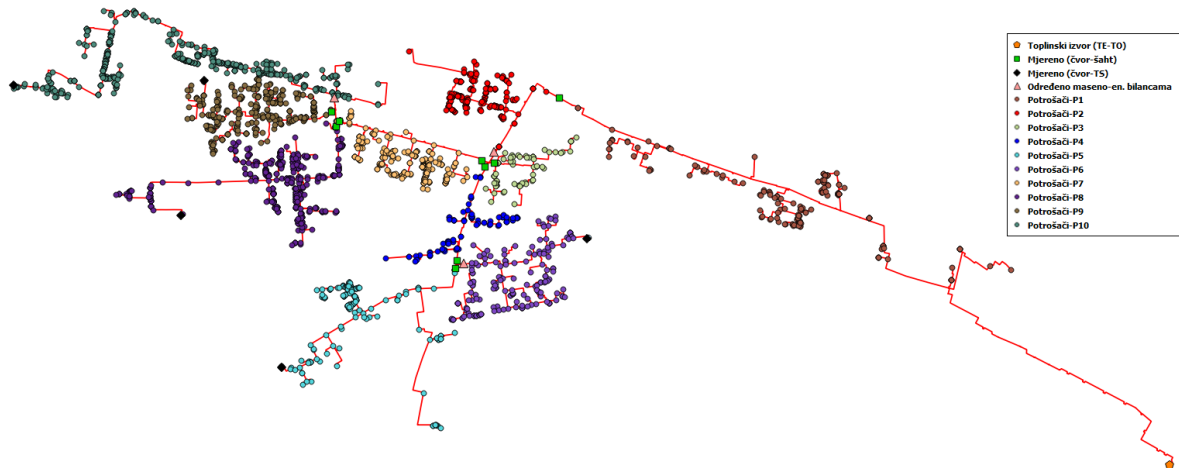 Toplinski izvor (TE-TO)
Mjereno (čvor-šaht)
Mjereno (čvor-TS)
Određeno maseno-en. bilancama
Potrošači-P1
Potrošači-P2
Potrošači-P3
Potrošači-P4
Potrošači-P5
Potrošači-P6
Potrošači-P7
Potrošači-P8
Potrošači-P9
Potrošači-P10